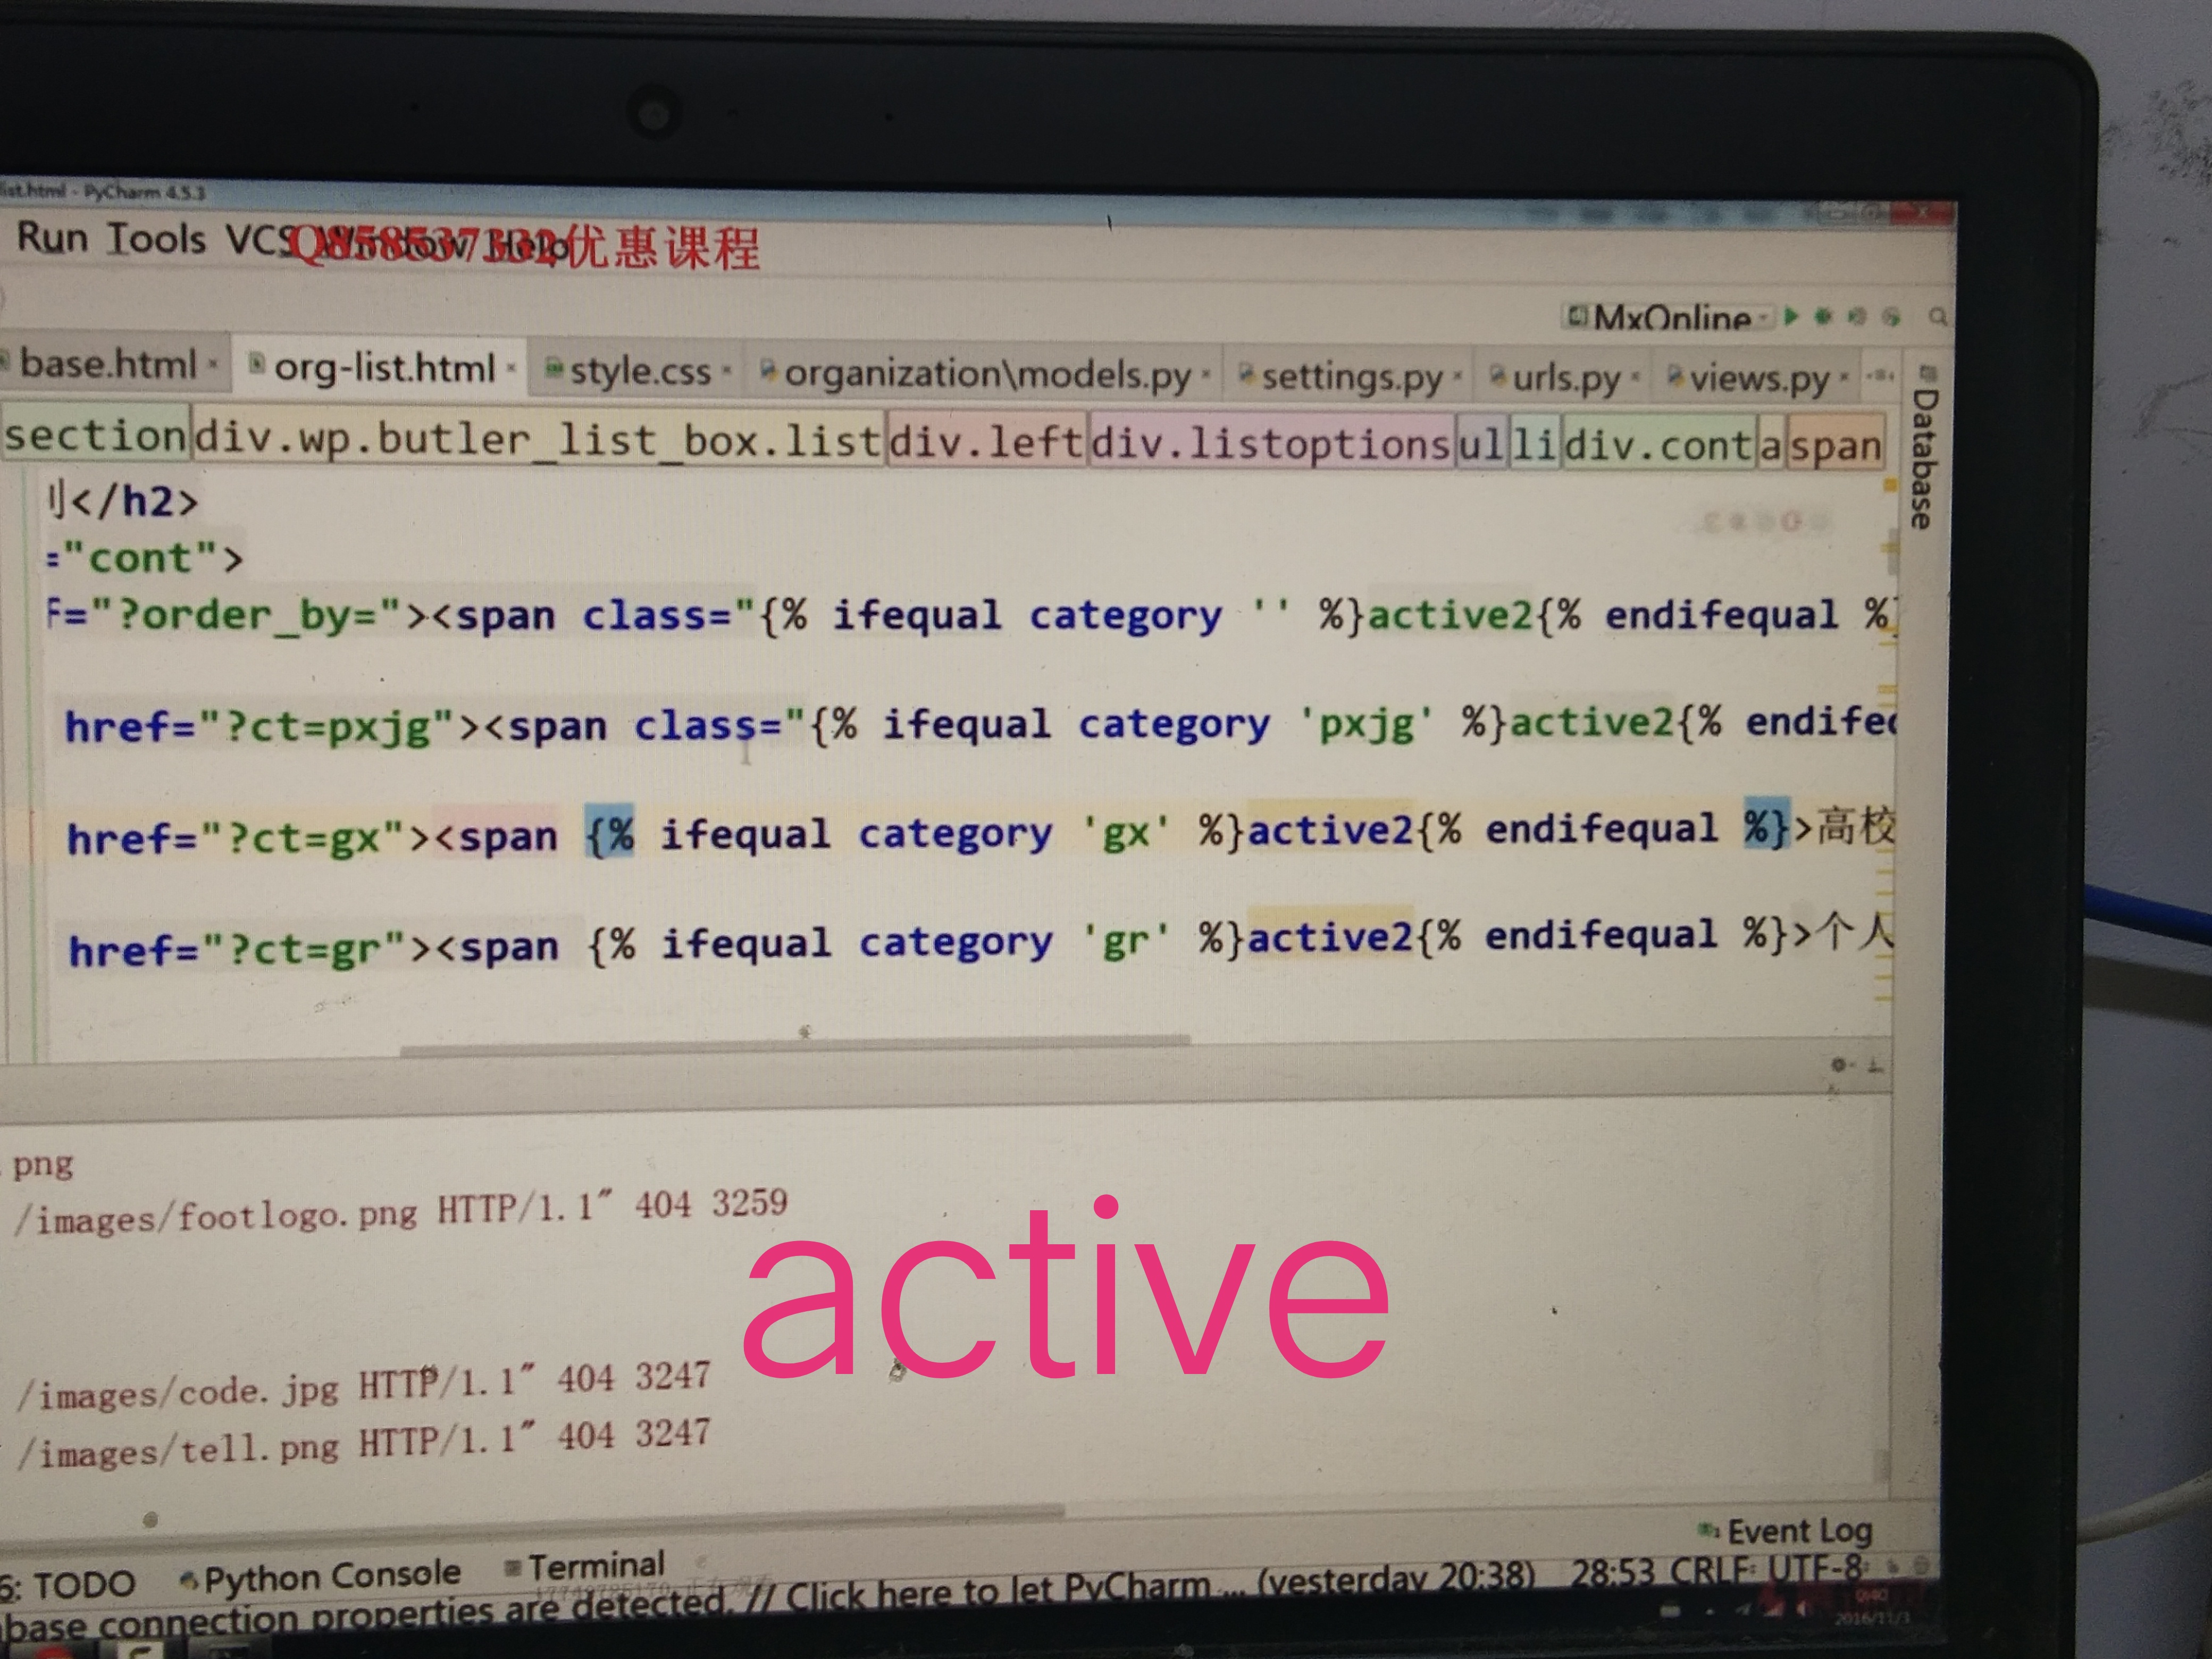 list.html - PyCharm 4.5.3
Run Tools VCS Window Help
Q858537332优惠课程
MxOnline
base.html org-list.html style.css organization\models.py settings.py urls.py views.py
section div.wp.butler_list_box.list div.left div.listoptions ul li div.cont a span
Database
</h2>
="cont">
="?order_by="><span class="{% ifequal category '' %}active2{% endifequal %
href="?ct=pxjg"><span class="{% ifequal category 'pxjg' %}active2{% endifeq
href="?ct=gx"><span {% ifequal category 'gx' %}active2{% endifequal %}>高校
href="?ct=gr"><span {% ifequal category 'gr' %}active2{% endifequal %}>个人
png
/images/footlogo.png HTTP/1.1" 404 3259
active
/images/code.jpg HTTP/1.1" 404 3247
/images/tell.png HTTP/1.1" 404 3247
Event Log
6: TODO Python Console Terminal
base connection properties are detected. // Click here to let PyCharm ... (yesterday 20:38) 28:53 CRLF: UTF-8